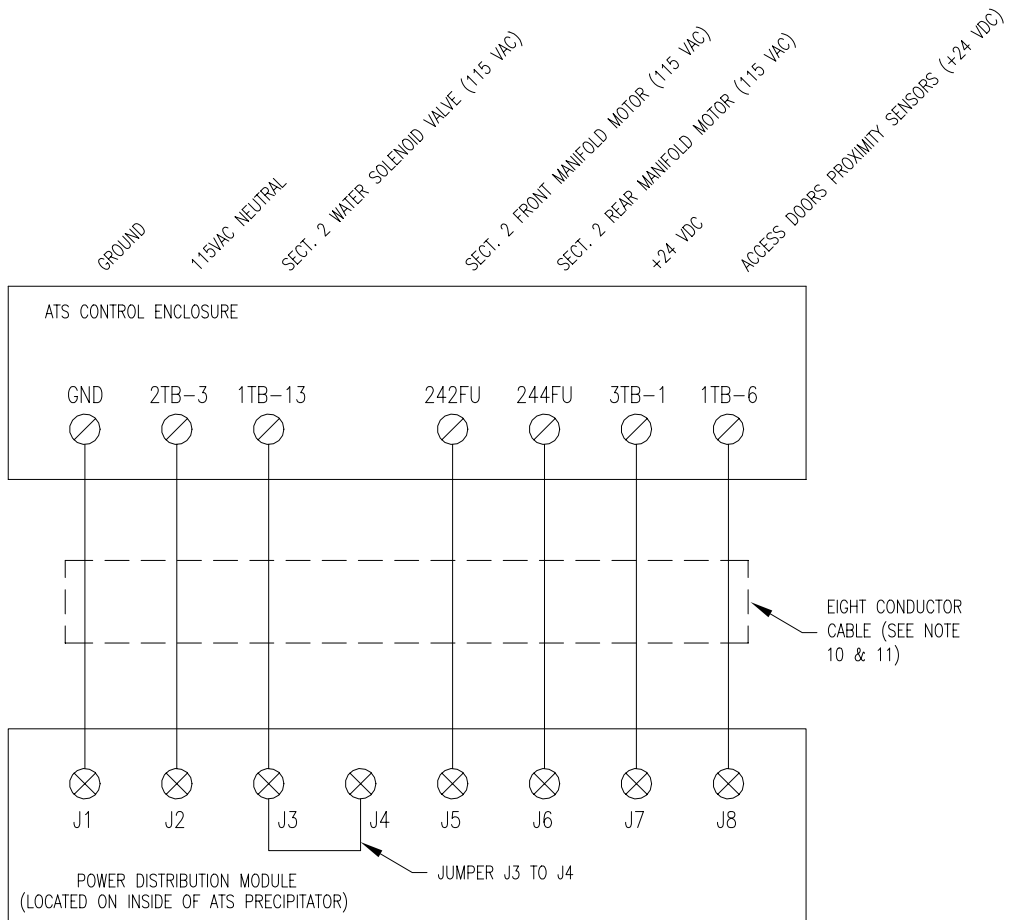 GROUND
115VAC NEUTRAL
SECT. 2 WATER SOLENOID VALVE (115 VAC)
SECT. 2 FRONT MANIFOLD MOTOR (115 VAC)
SECT. 2 REAR MANIFOLD MOTOR (115 VAC)
+24 VDC
ACCESS DOORS PROXIMITY SENSORS (+24 VDC)
ATS CONTROL ENCLOSURE
GND 2TB-3 1TB-13 242FU 244FU 3TB-1 1TB-6
EIGHT CONDUCTOR
CABLE (SEE NOTE
10 & 11)
J1 J2 J3 J4 J5 J6 J7 J8
JUMPER J3 TO J4
POWER DISTRIBUTION MODULE
(LOCATED ON INSIDE OF ATS PRECIPITATOR)